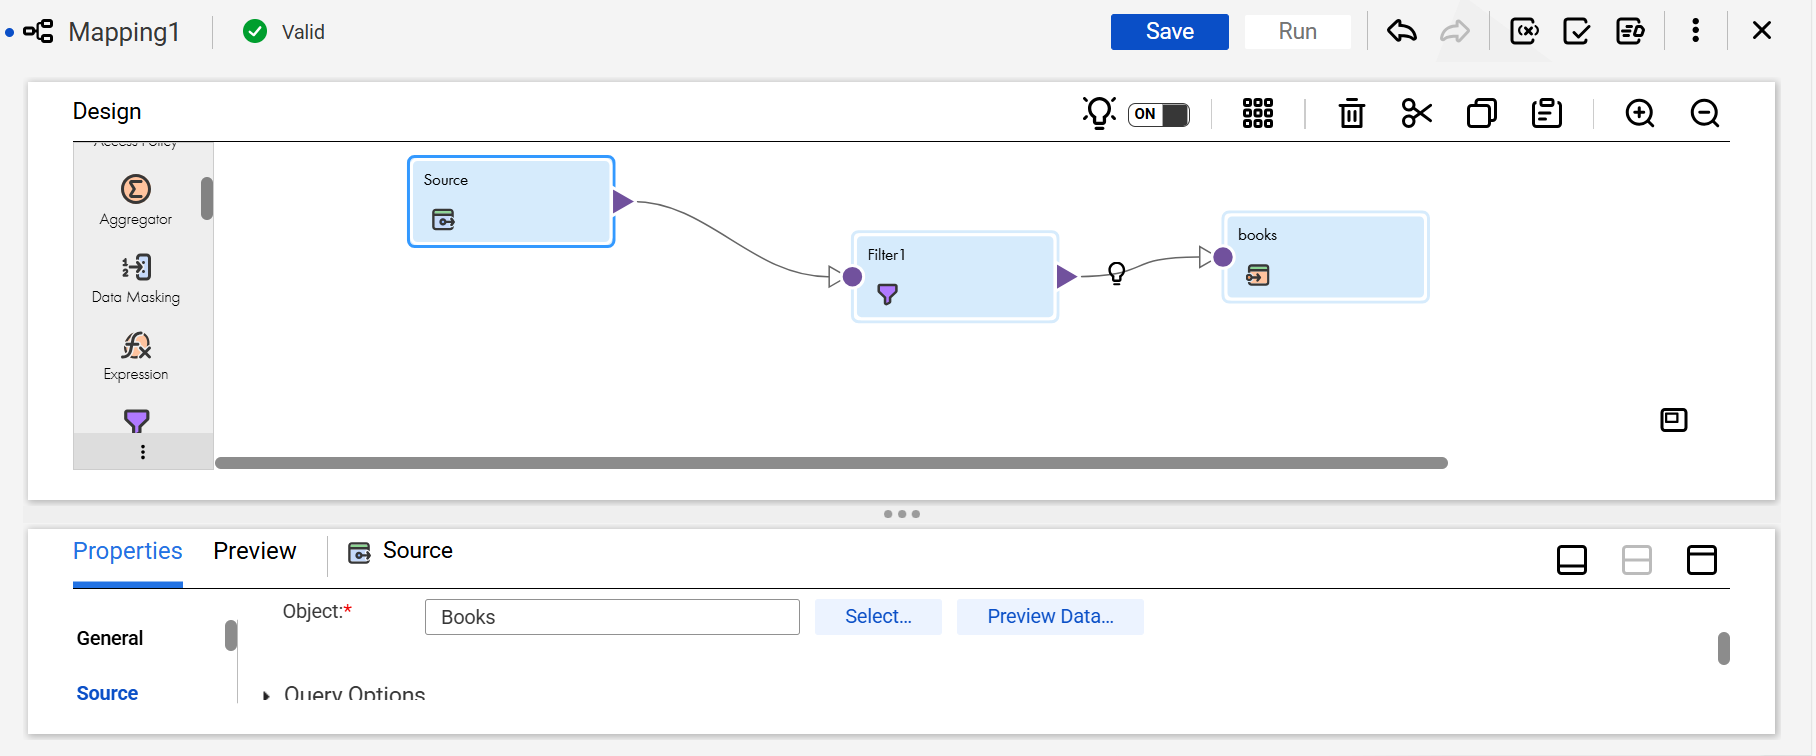 Mapping1
Valid
Save
Run
Design
ON
Access Policy
Aggregator
Data Masking
Expression
Source
Filter1
books
Properties
Preview
Source
General
Source
Object:*
Books
Select...
Preview Data...
Query Options